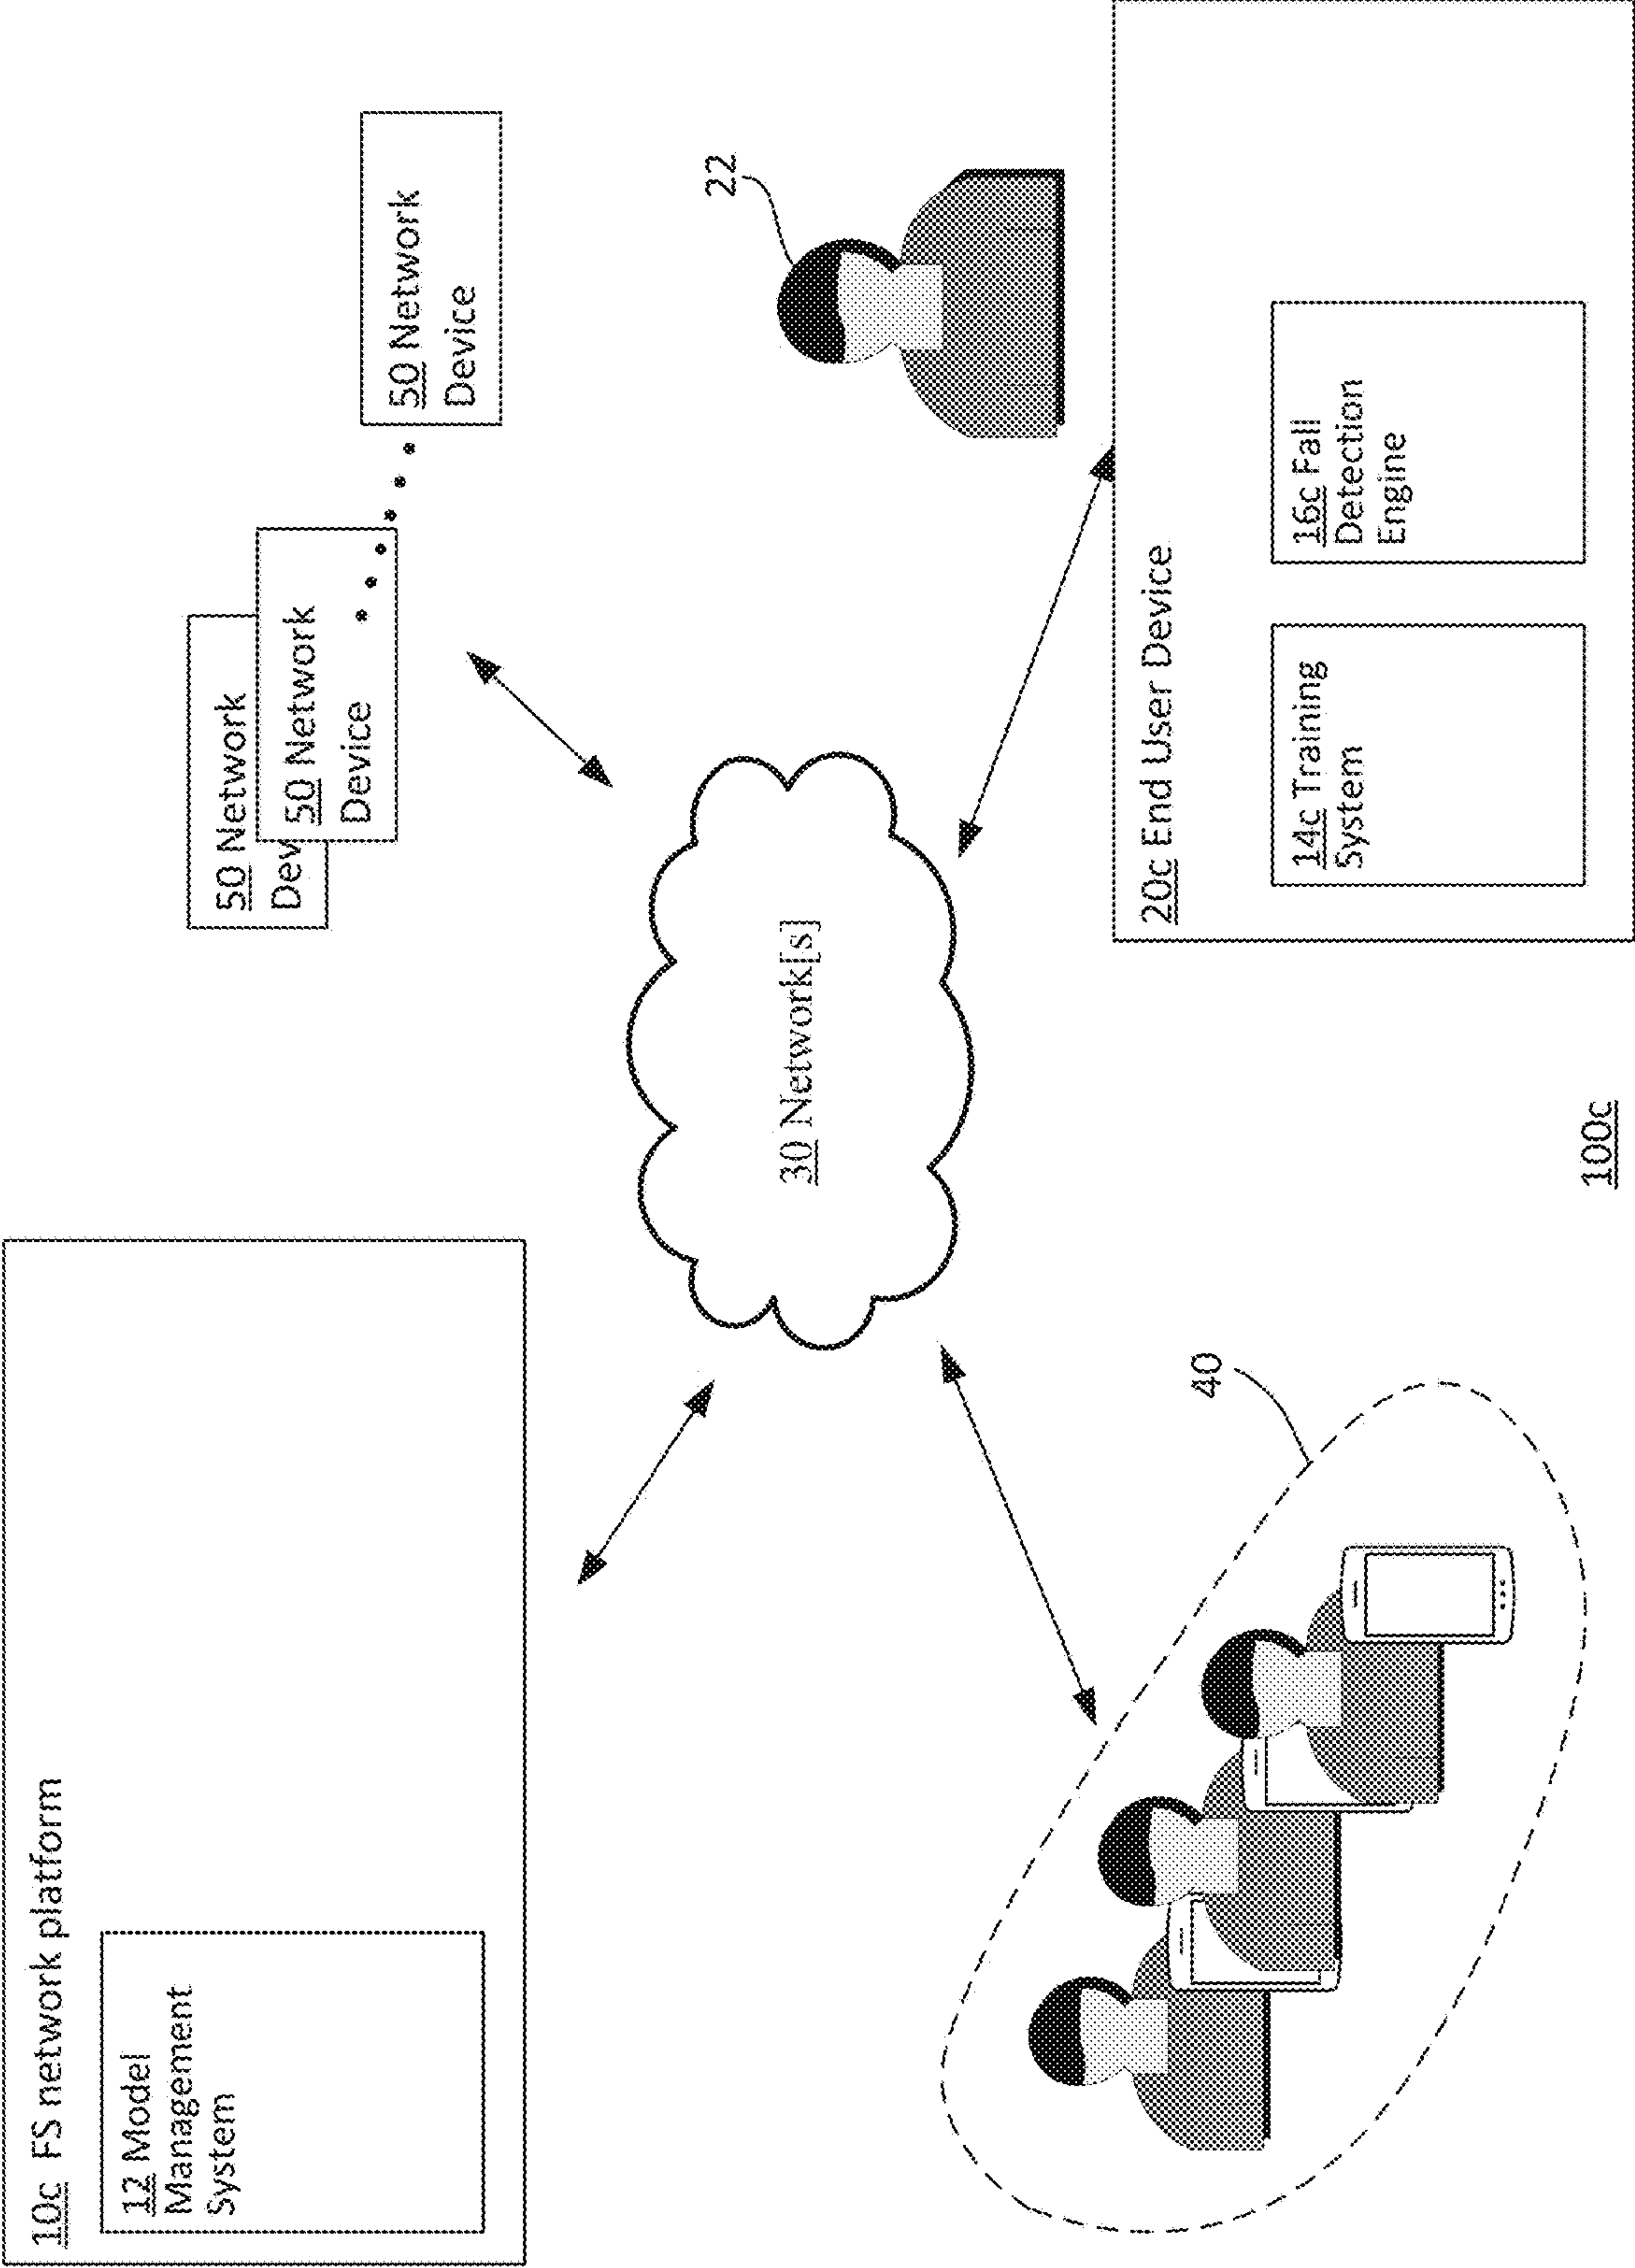 10c FS network platform
12 Model
Management
System
50 Network
Dev
50 Network
Device
50 Network
Device
30 Network[s]
22
40
20c End User Device
14c Training
System
16c Fall
Detection
Engine
100c